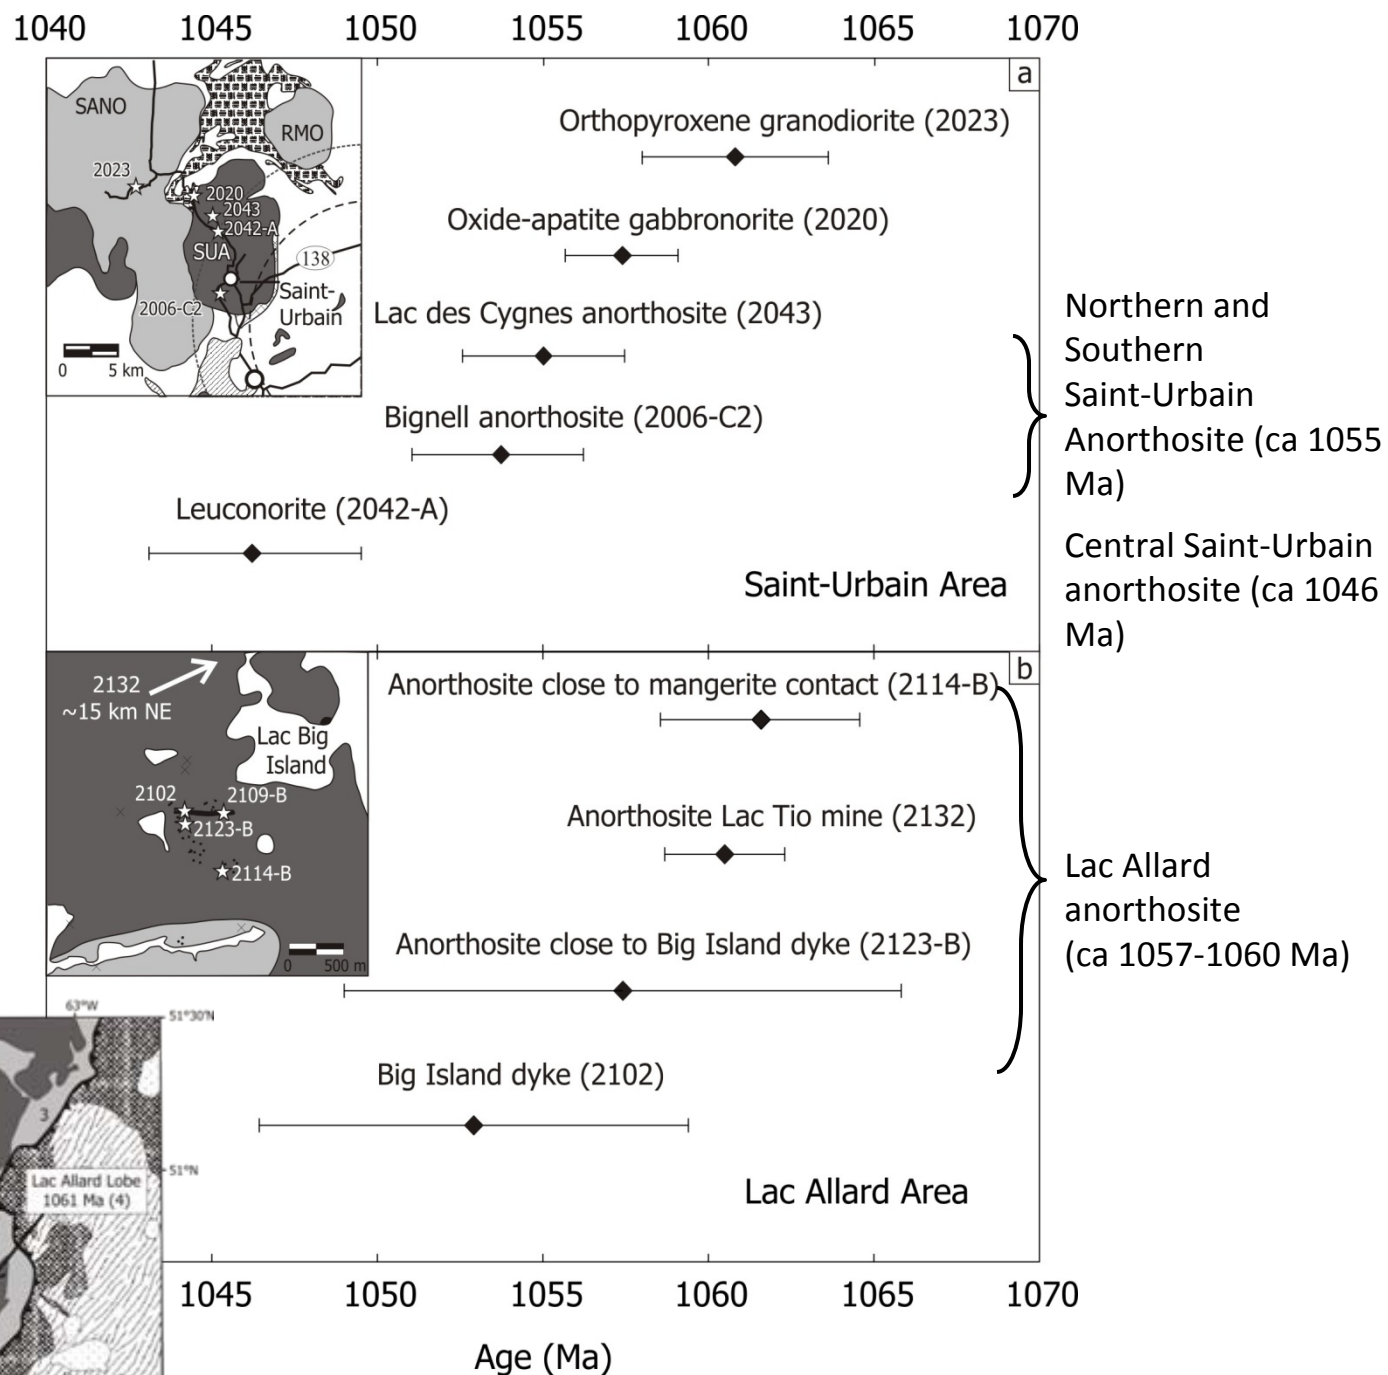 1040 1045 1050 1055 1060 1065 1070
a
SANO
RMO
2023
2020
2043
2042-A
SUA
138
2006-C2
Saint-
Urbain
0 5 km
Orthopyroxene granodiorite (2023)
Oxide-apatite gabbronorite (2020)
Lac des Cygnes anorthosite (2043)
Bignell anorthosite (2006-C2)
Leuconorite (2042-A)
Saint-Urbain Area
Northern and
Southern
Saint-Urbain
Anorthosite (ca 1055
Ma)
Central Saint-Urbain
anorthosite (ca 1046
Ma)
b
2132
~15 km NE
Lac Big
Island
2102
2109-B
2123-B
2114-B
0 500 m
Anorthosite close to mangerite contact (2114-B)
Anorthosite Lac Tio mine (2132)
Anorthosite close to Big Island dyke (2123-B)
Big Island dyke (2102)
Lac Allard Area
Lac Allard
anorthosite
(ca 1057-1060 Ma)
63°W
51°30'N
3
51°N
Lac Allard Lobe
1061 Ma (4)
1045 1050 1055 1060 1065 1070
Age (Ma)